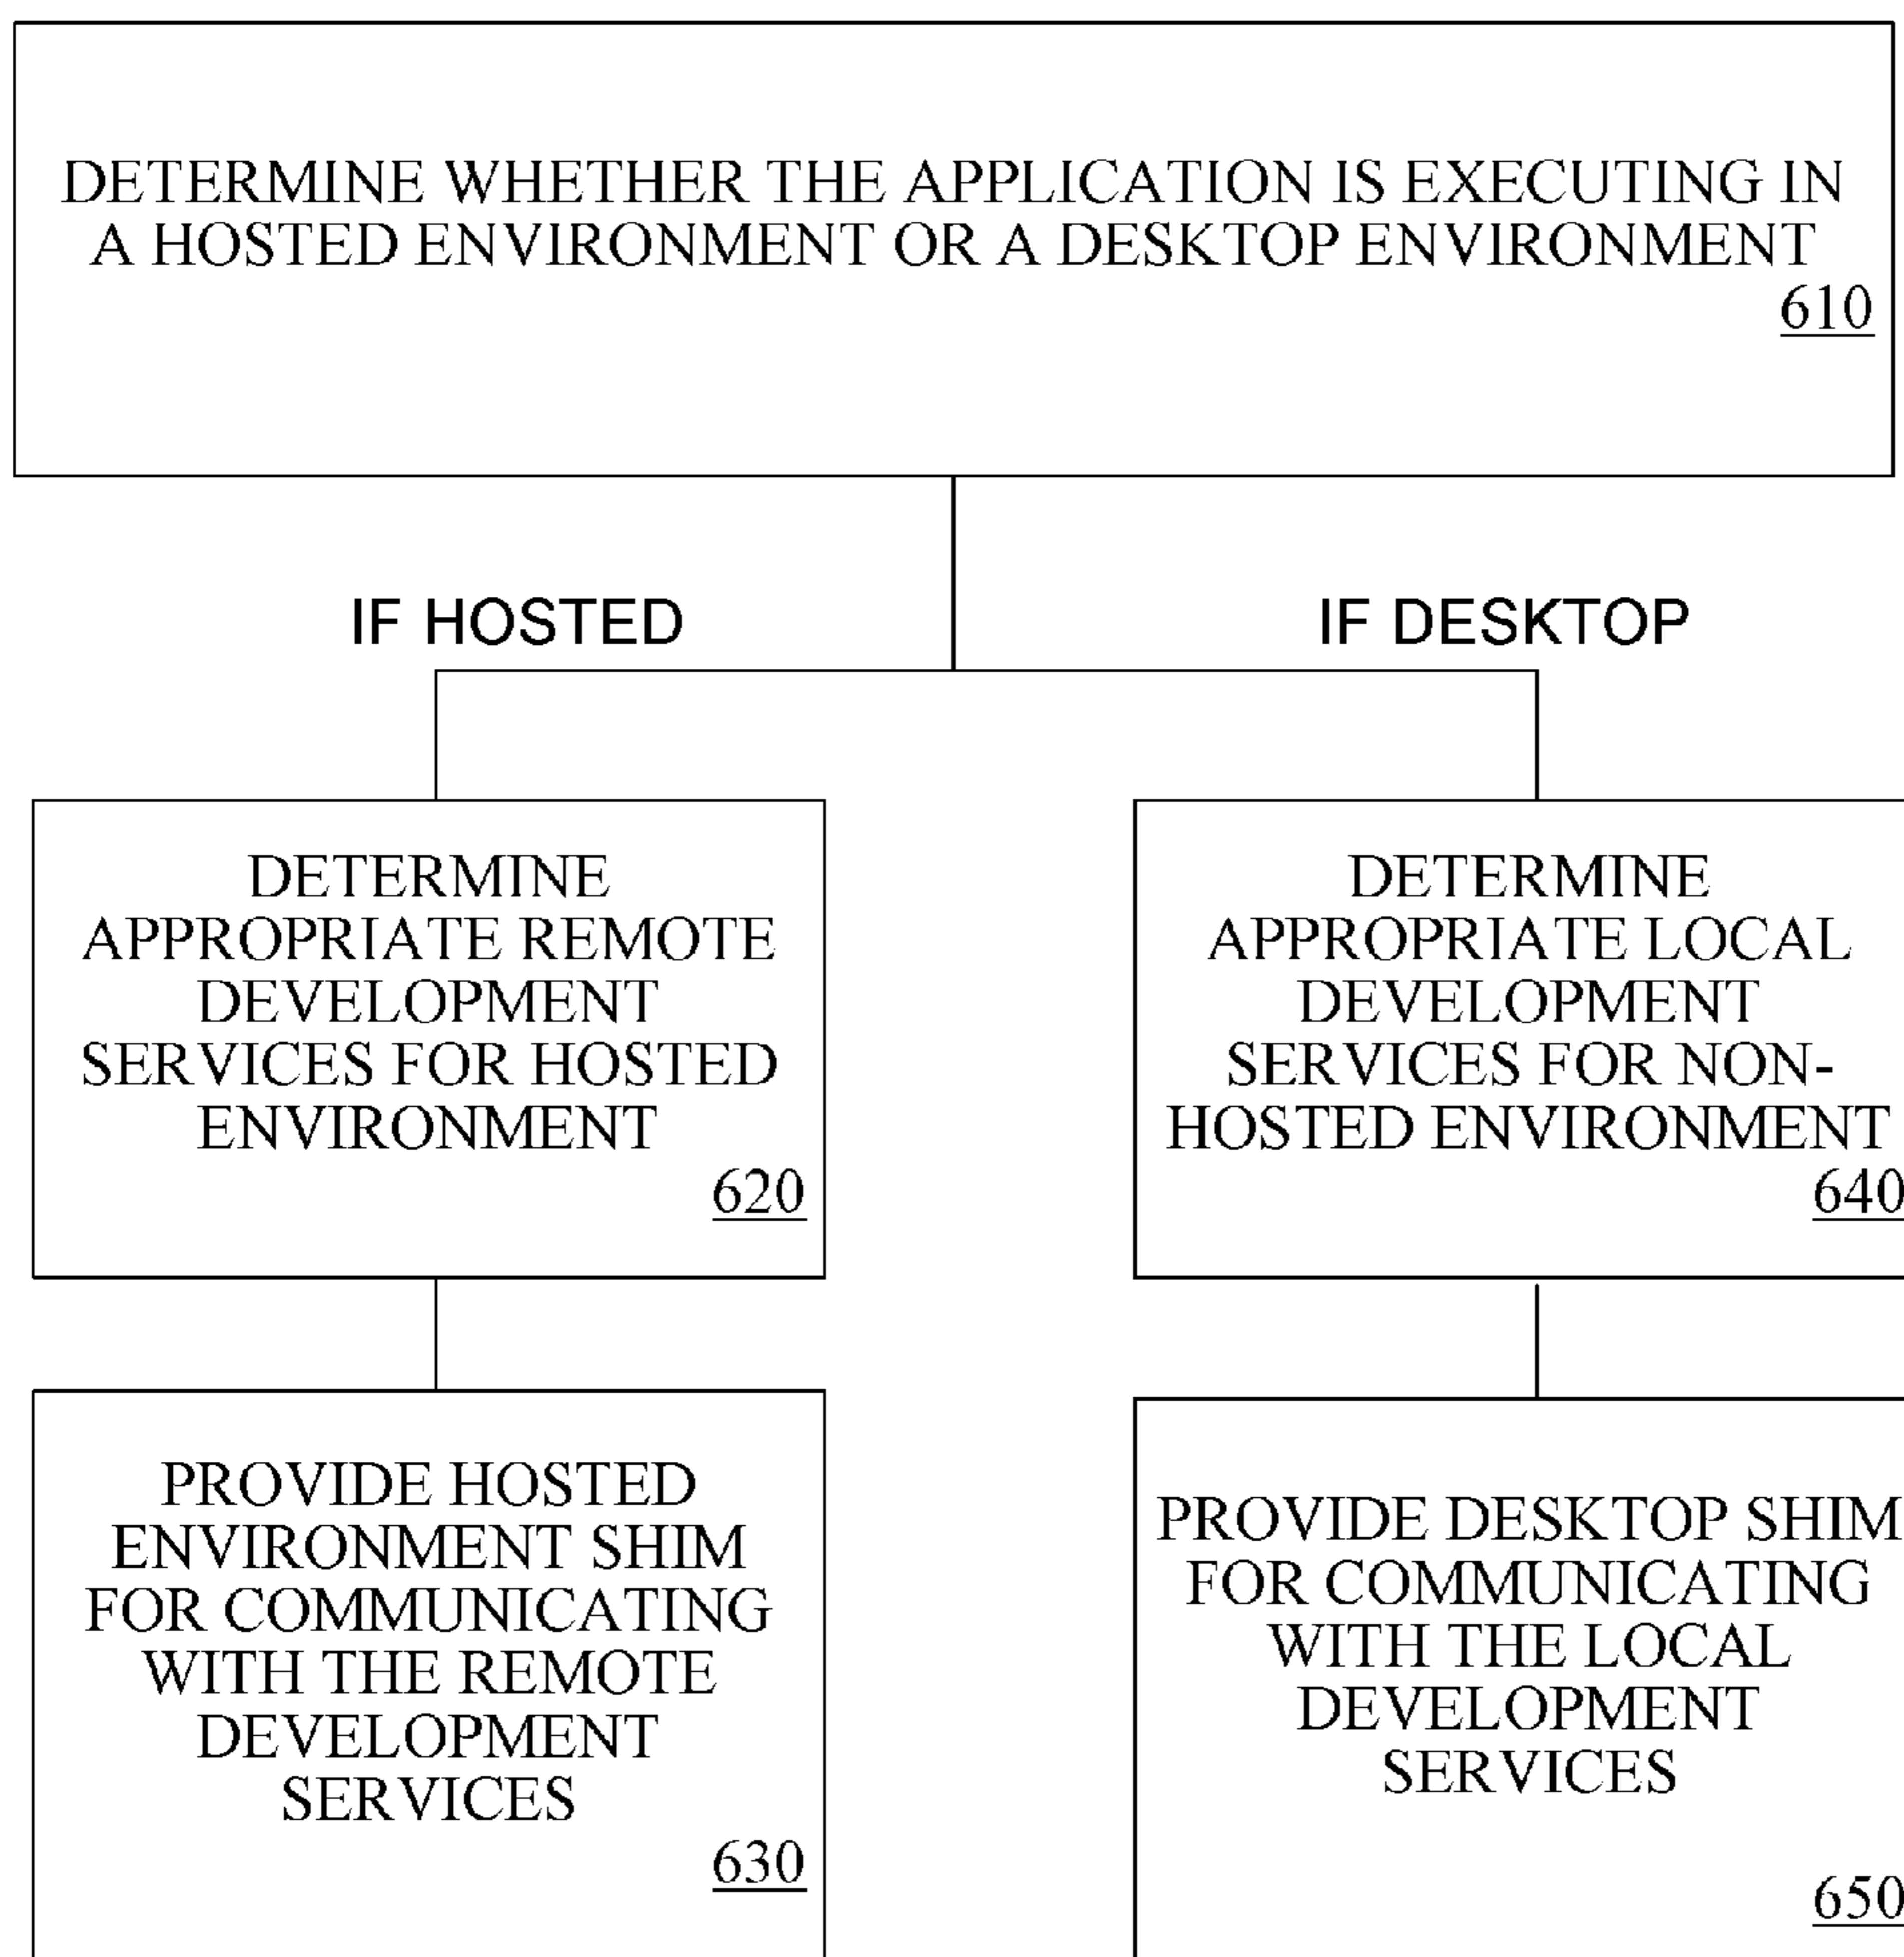 DETERMINE WHETHER THE APPLICATION IS EXECUTING IN
A HOSTED ENVIRONMENT OR A DESKTOP ENVIRONMENT
610
IF HOSTED
IF DESKTOP
DETERMINE
APPROPRIATE REMOTE
DEVELOPMENT
SERVICES FOR HOSTED
ENVIRONMENT
620
DETERMINE
APPROPRIATE LOCAL
DEVELOPMENT
SERVICES FOR NON-
HOSTED ENVIRONMENT
640
PROVIDE HOSTED
ENVIRONMENT SHIM
FOR COMMUNICATING
WITH THE REMOTE
DEVELOPMENT
SERVICES
630
PROVIDE DESKTOP SHIM
FOR COMMUNICATING
WITH THE LOCAL
DEVELOPMENT
SERVICES
650